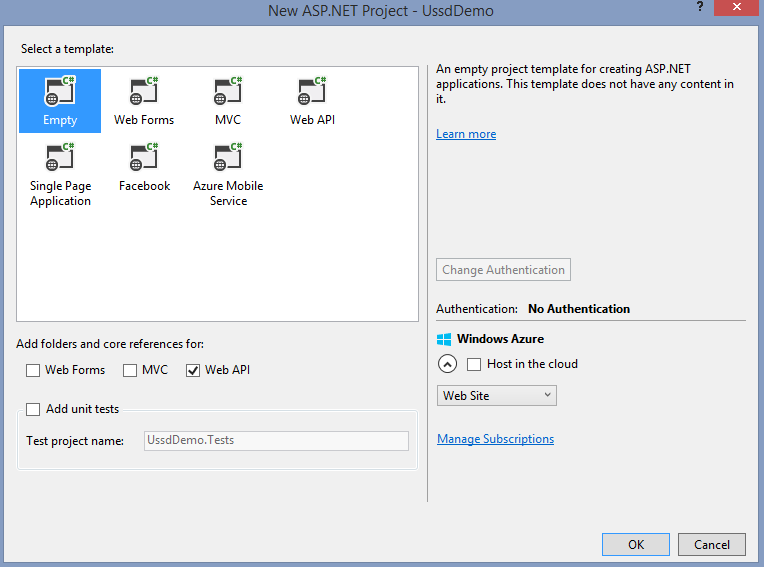 New ASP.NET Project - UssdDemo
?
x
Select a template:
C# C# C# C#
Empty Web Forms MVC Web API
C# C# C#
Single Page Facebook Azure Mobile
Application Service
An empty project template for creating ASP.NET
applications. This template does not have any content in
it.
Learn more
Change Authentication
Authentication: No Authentication
Windows Azure
Host in the cloud
Web Site
Manage Subscriptions
Add folders and core references for:
Web Forms MVC Web API
Add unit tests
Test project name: UssdDemo.Tests
OK Cancel